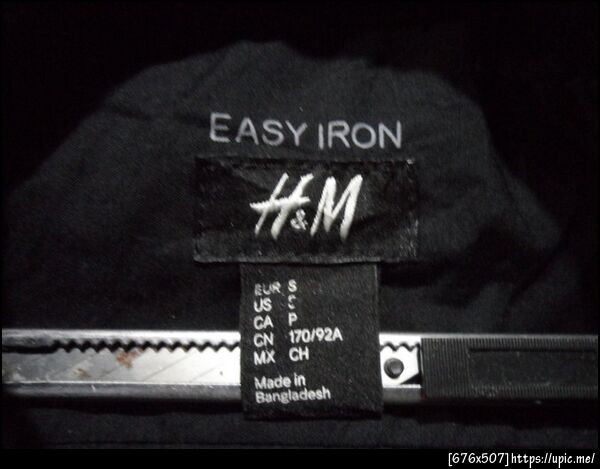 EASY IRON
H&M
EUR S
US
CA P
CN 170/92A
MX CH
Made in
Bangladesh
[676x507]https://upic.me/